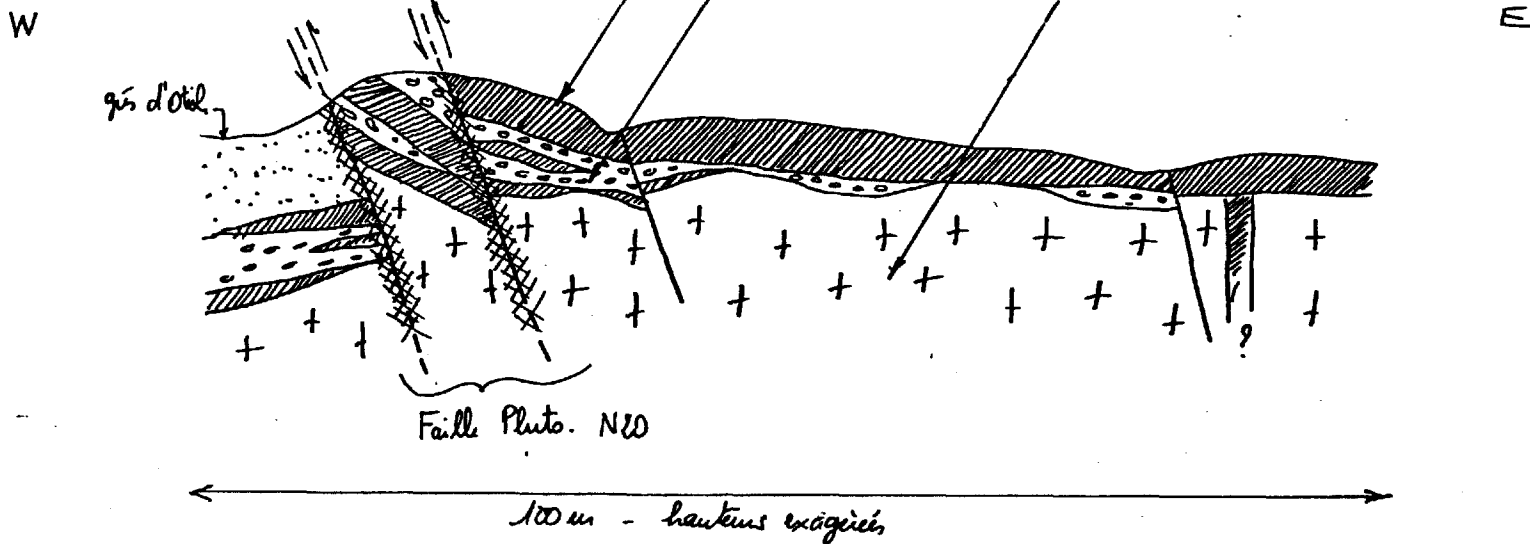 W
E
grès d'Otil.
?
Faille Pluto. N20
100 m - hauteurs exagérées